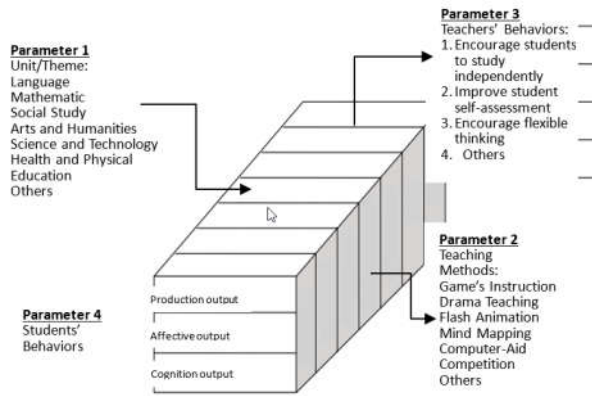 Parameter 1
Unit/Theme:
Language
Mathematic
Social Study
Arts and Humanities
Science and Technology
Health and Physical
Education
Others
Parameter 3
Teachers' Behaviors:
1. Encourage students
to study
independently
2. Improve student
self-assessment
3. Encourage flexible
thinking
4. Others
Parameter 2
Teaching
Methods:
Game's Instruction
Drama Teaching
Flash Animation
Mind Mapping
Computer-Aid
Competition
Others
Parameter 4
Students'
Behaviors
Production output
Affective output
Cognition output